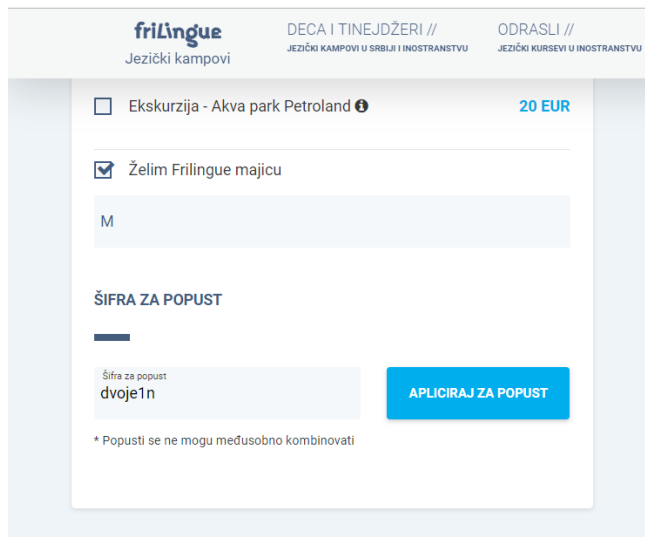 friLingue
Jezički kampovi
DECA I TINEJDŽERI //
JEZIČKI KAMPOVI U SRBIJI I INOSTRANSTVU
ODRASLI //
JEZIČKI KURSEVI U INOSTRANSTVU
Ekskurzija - Akva park Petroland
20 EUR
Želim Frilingue majicu
M
ŠIFRA ZA POPUST
Šifra za popust
dvoje1n
APLICIRAJ ZA POPUST
* Popusti se ne mogu međusobno kombinovati